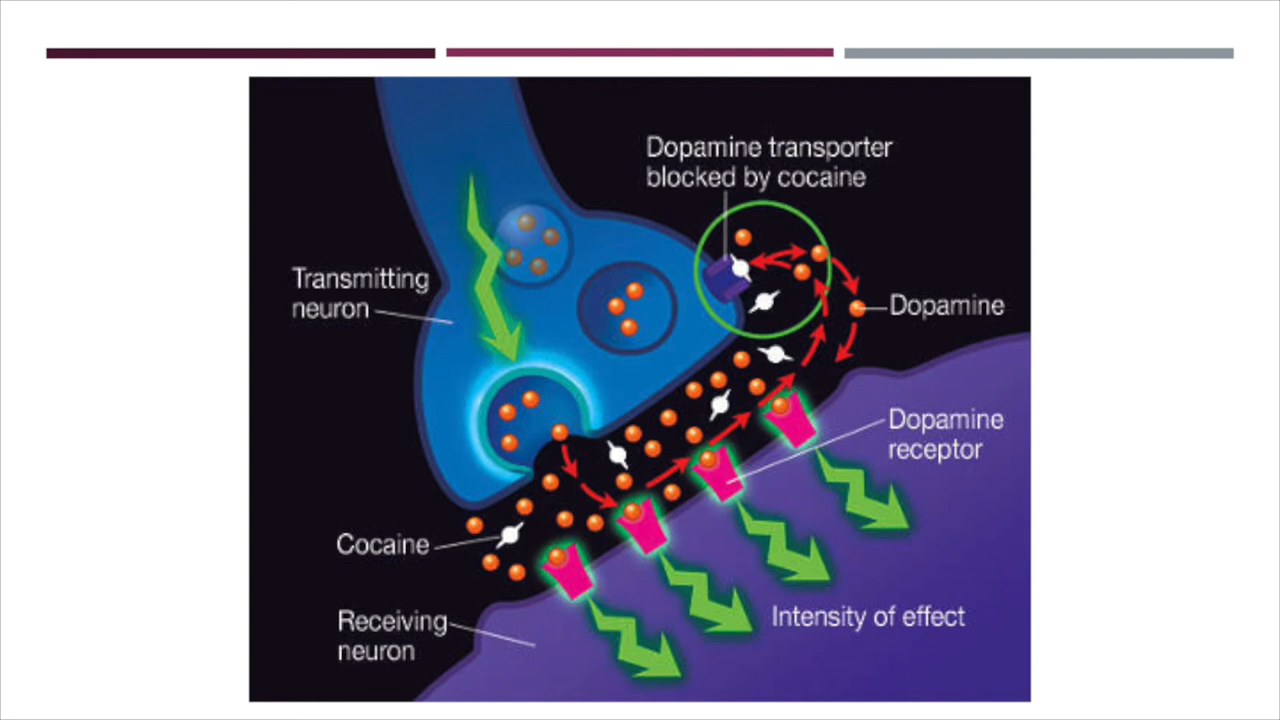 Dopamine transporter
blocked by cocaine
Transmitting
neuron
Dopamine
Dopamine
receptor
Cocaine
Intensity of effect
Receiving
neuron